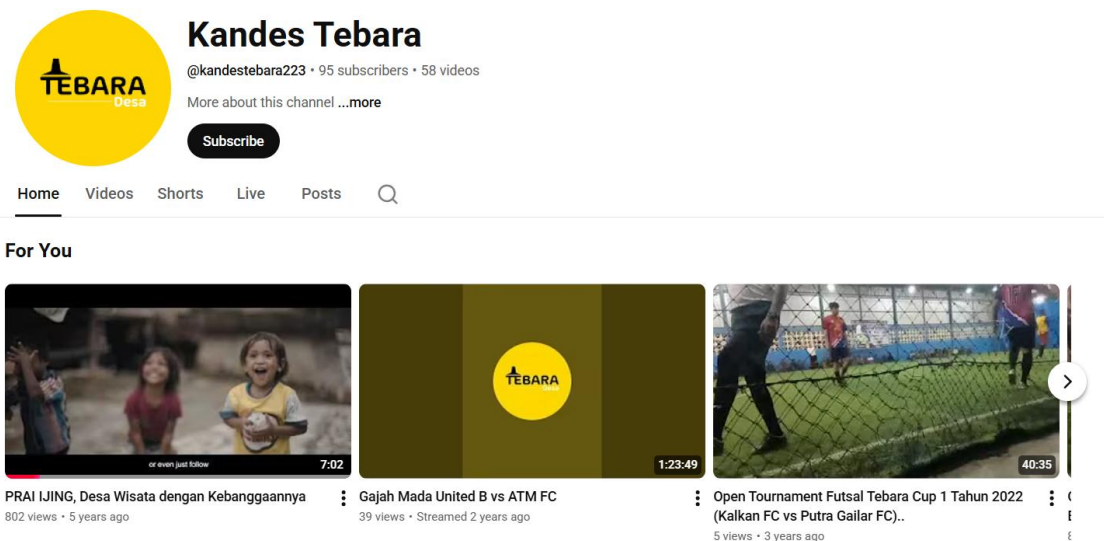 TEBARA
Desa
Kandes Tebara
@kandestebara223 • 95 subscribers • 58 videos
More about this channel ...more
Subscribe
Home Videos Shorts Live Posts
For You
or even just follow
7:02
TEBARA
Desa
1:23:49
40:35
PRAI IJING, Desa Wisata dengan Kebanggaannya
802 views • 5 years ago
Gajah Mada United B vs ATM FC
39 views • Streamed 2 years ago
Open Tournament Futsal Tebara Cup 1 Tahun 2022
(Kalkan FC vs Putra Gailar FC)..
5 views • 3 years ago